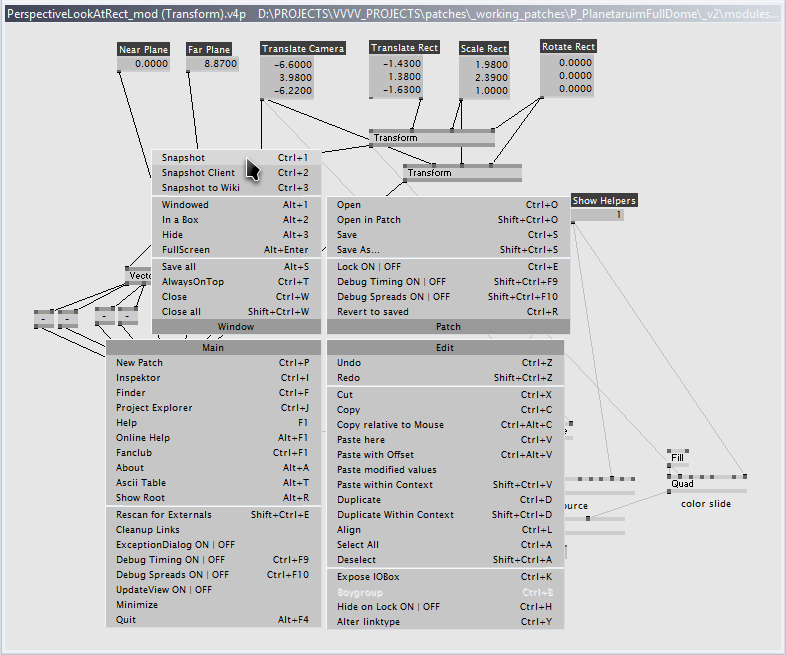 PerspectiveLookAtRect_mod (Transform).v4p D:\PROJECTS\VVVV_PROJECTS\patches\_working_patches\P_PlanetaruimFullDome\_v2\modules...
Near Plane Far Plane Translate Camera Translate Rect Scale Rect Rotate Rect
0.0000 8.8700 -6.6000 -1.4300 1.9800 0.0000
3.9800 1.3800 2.3900 0.0000
-6.2200 -1.6300 1.0000 0.0000
Transform
Transform
Snapshot Ctrl+1
Snapshot Client Ctrl+2
Snapshot to Wiki Ctrl+3
Windowed Alt+1
In a Box Alt+2
Hide Alt+3
FullScreen Alt+Enter
Save all Alt+S
AlwaysOnTop Ctrl+T
Close Ctrl+W
Close all Shift+Ctrl+W
Window
Open Ctrl+O
Open in Patch Shift+Ctrl+O
Save Ctrl+S
Save As... Shift+Ctrl+S
Lock ON | OFF Ctrl+E
Debug Timing ON | OFF Shift+Ctrl+F9
Debug Spreads ON | OFF Shift+Ctrl+F10
Revert to saved Ctrl+R
Patch
Show Helpers
1
Vecto
- - - -
Main
New Patch Ctrl+P
Inspektor Ctrl+I
Finder Ctrl+F
Project Explorer Ctrl+J
Help F1
Online Help Alt+F1
Fanclub Ctrl+F1
About Alt+A
Ascii Table Alt+T
Show Root Alt+R
Rescan for Externals Shift+Ctrl+E
Cleanup Links
ExceptionDialog ON | OFF
Debug Timing ON | OFF Ctrl+F9
Debug Spreads ON | OFF Ctrl+F10
UpdateView ON | OFF
Minimize
Quit Alt+F4
Edit
Undo Ctrl+Z
Redo Shift+Ctrl+Z
Cut Ctrl+X
Copy Ctrl+C
Copy relative to Mouse Ctrl+Alt+C
Paste here Ctrl+V
Paste with Offset Ctrl+Alt+V
Paste modified values
Paste within Context Shift+Ctrl+V
Duplicate Ctrl+D
Duplicate Within Context Shift+Ctrl+D
Align Ctrl+L
Select All Ctrl+A
Deselect Shift+Ctrl+A
Expose IOBox Ctrl+K
Boygroup Ctrl+B
Hide on Lock ON | OFF Ctrl+H
Alter linktype Ctrl+Y
Fill
Quad
color slide
ource